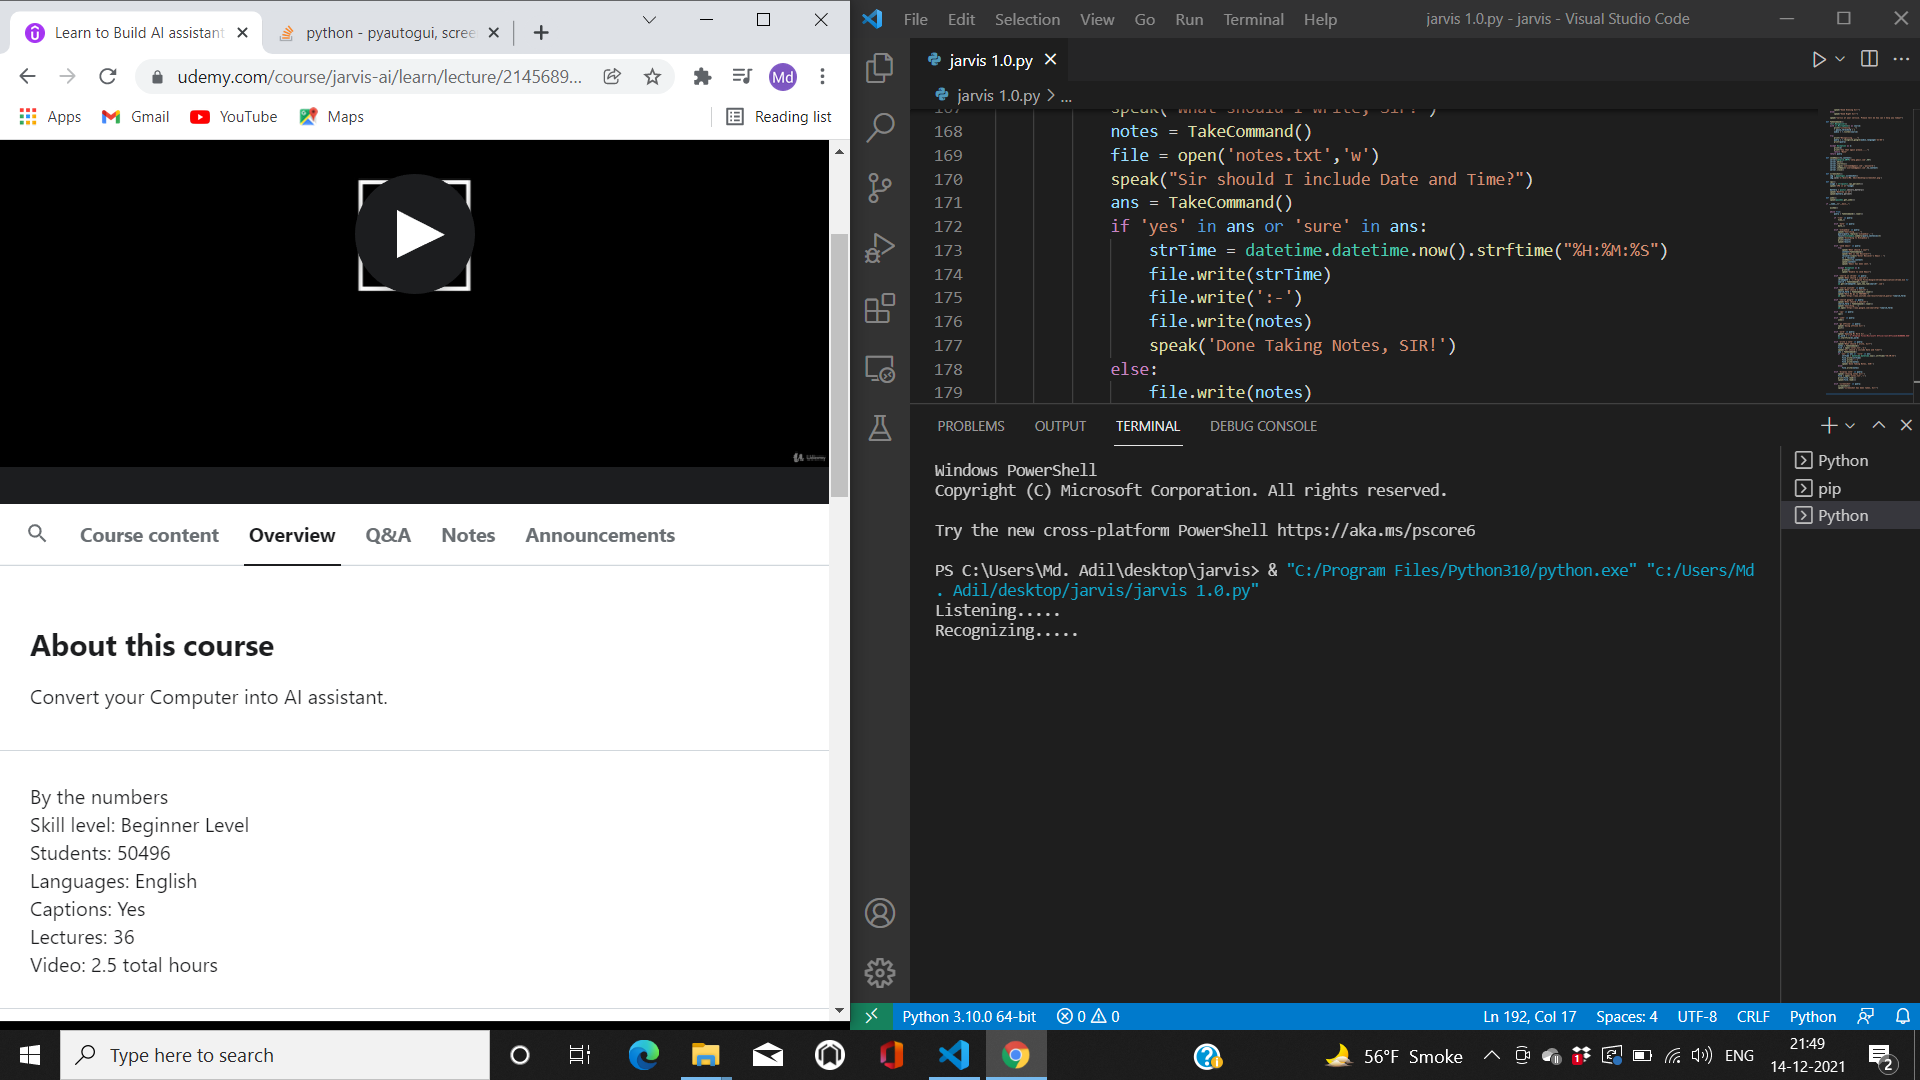 Learn to Build AI assistant
python - pyautogui, scree
udemy.com/course/jarvis-ai/learn/lecture/2145689...
Md
Apps
Gmail
YouTube
Maps
Reading list
Udemy
Course content
Overview
Q&A
Notes
Announcements
About this course
Convert your Computer into AI assistant.
By the numbers
Skill level: Beginner Level
Students: 50496
Languages: English
Captions: Yes
Lectures: 36
Video: 2.5 total hours
File
Edit
Selection
View
Go
Run
Terminal
Help
jarvis 1.0.py - jarvis - Visual Studio Code
jarvis 1.0.py
jarvis 1.0.py > ...
167 speak("What should I write, Sir?")
168 notes = TakeCommand()
169 file = open('notes.txt','w')
170 speak("Sir should I include Date and Time?")
171 ans = TakeCommand()
172 if 'yes' in ans or 'sure' in ans:
173 strTime = datetime.datetime.now().strftime("%H:%M:%S")
174 file.write(strTime)
175 file.write(':-')
176 file.write(notes)
177 speak('Done Taking Notes, SIR!')
178 else:
179 file.write(notes)
PROBLEMS
OUTPUT
TERMINAL
DEBUG CONSOLE
Windows PowerShell
Copyright (C) Microsoft Corporation. All rights reserved.
Try the new cross-platform PowerShell https://aka.ms/pscore6
PS C:\Users\Md. Adil\desktop\jarvis> & "C:/Program Files/Python310/python.exe" "c:/Users/Md
. Adil/desktop/jarvis/jarvis 1.0.py"
Listening.....
Recognizing.....
Python
pip
Python
Python 3.10.0 64-bit
0
0
Ln 192, Col 17
Spaces: 4
UTF-8
CRLF
Python
Type here to search
56°F Smoke
1
ENG
21:49
14-12-2021
2